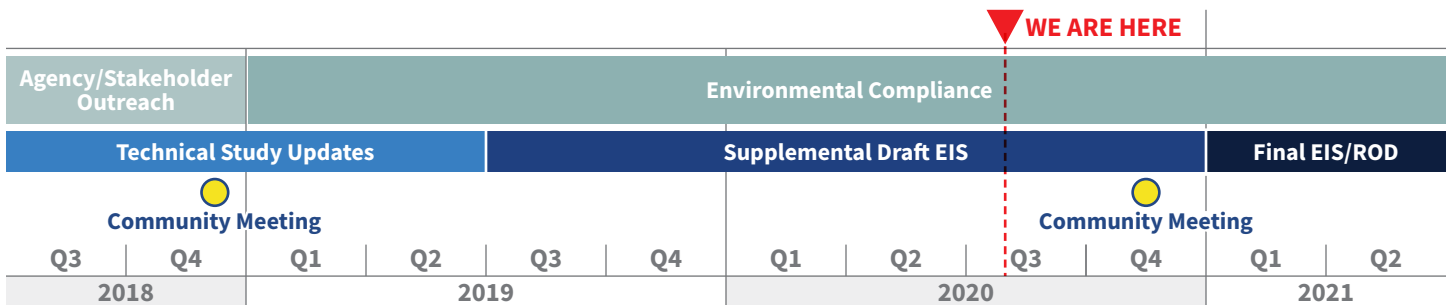 WE ARE HERE
Agency/Stakeholder
Outreach
Environmental Compliance
Technical Study Updates
Supplemental Draft EIS
Final EIS/ROD
Community Meeting
Community Meeting
Q3
Q4
Q1
Q2
Q3
Q4
Q1
Q2
Q3
Q4
Q1
Q2
2018
2019
2020
2021